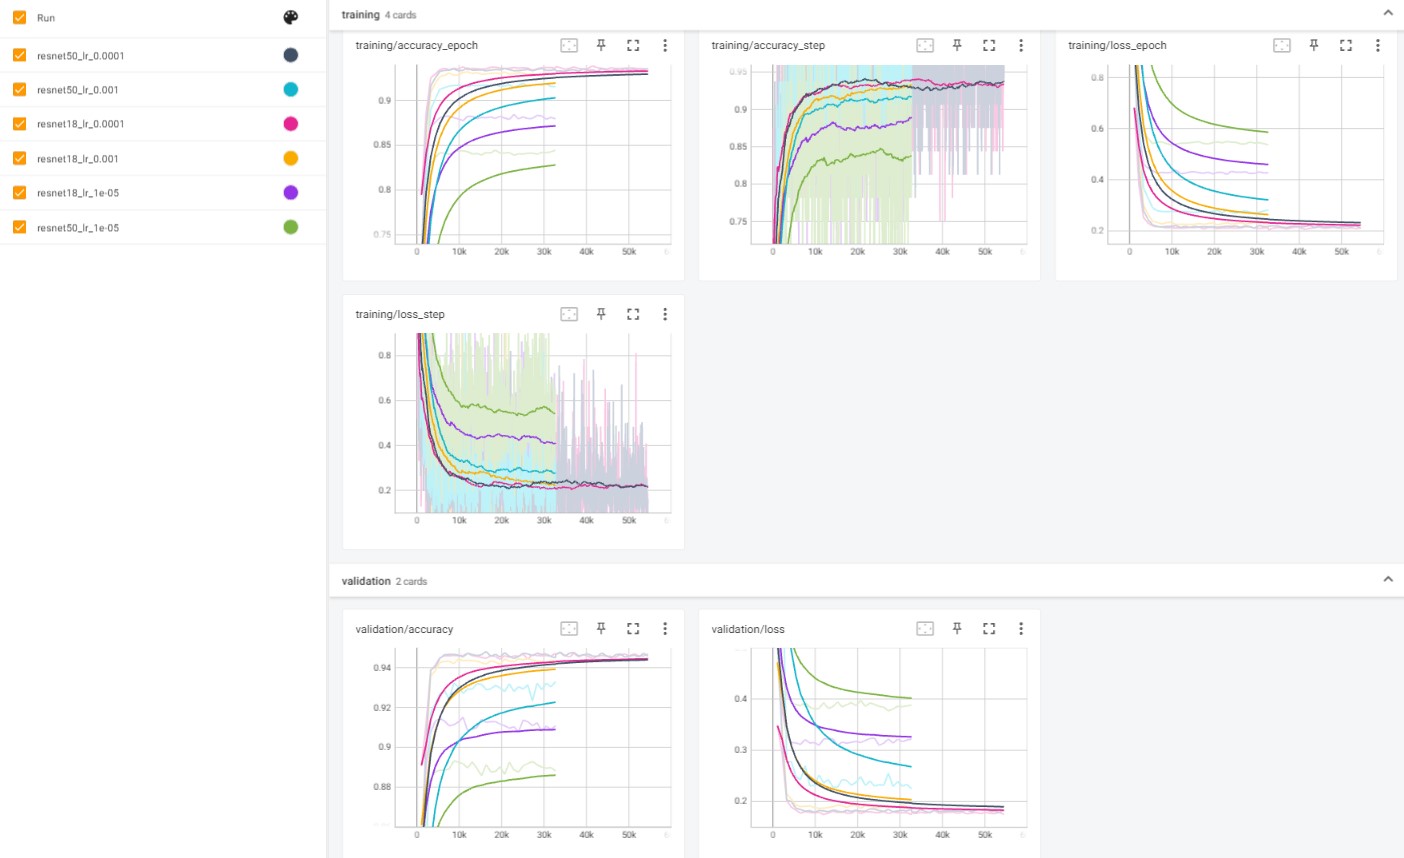 Run
resnet50_lr_0.0001
resnet50_lr_0.001
resnet18_lr_0.0001
resnet18_lr_0.001
resnet18_lr_1e-05
resnet50_lr_1e-05
training 4 cards
training/accuracy_epoch
0.9
0.85
0.8
0.75
0 10k 20k 30k 40k 50k
training/accuracy_step
0.95
0.9
0.85
0.8
0.75
0 10k 20k 30k 40k 50k
training/loss_epoch
0.8
0.6
0.4
0.2
0 10k 20k 30k 40k 50k
training/loss_step
0.8
0.6
0.4
0.2
0 10k 20k 30k 40k 50k
validation 2 cards
validation/accuracy
0.94
0.92
0.9
0.88
0 10k 20k 30k 40k 50k
validation/loss
0.4
0.3
0.2
0 10k 20k 30k 40k 50k